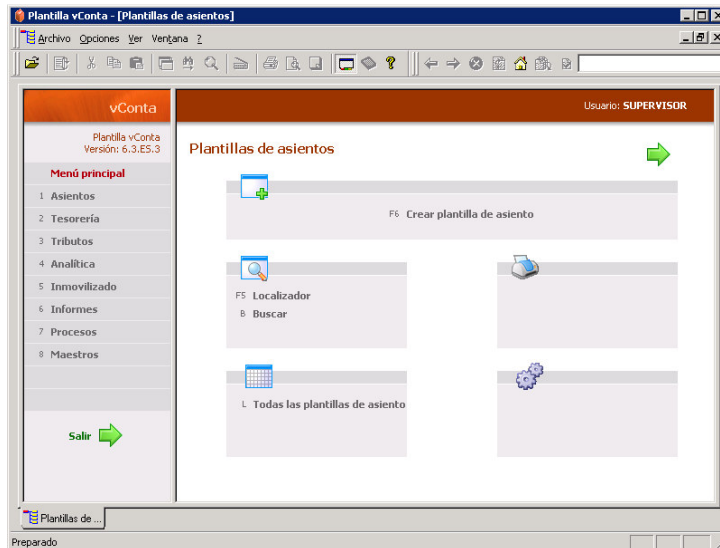 Plantilla vConta - [Plantillas de asientos]
Archivo Opciones Ver Ventana ?
vConta
Usuario: SUPERVISOR
Plantilla vConta
Versión: 6.3.ES.3
Plantillas de asientos
Menú principal
1 Asientos
2 Tesorería
3 Tributos
4 Analítica
5 Inmovilizado
6 Informes
7 Procesos
8 Maestros
Salir
F6 Crear plantilla de asiento
F5 Localizador
B Buscar
L Todas las plantillas de asiento
Plantillas de ...
Preparado